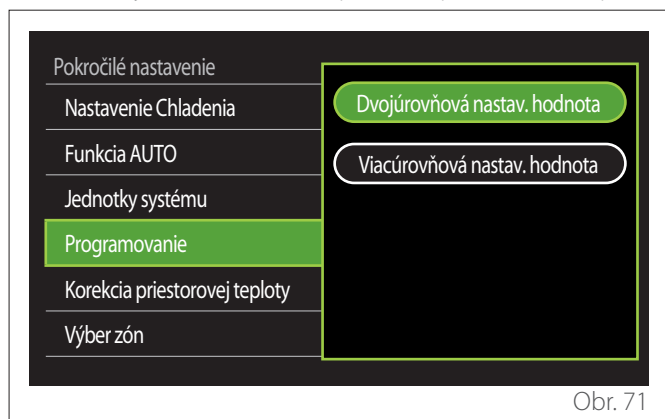 Pokročilé nastavenie
Nastavenie Chladenia
Funkcia AUTO
Jednotky systému
Programovanie
Korekcia priestorovej teploty
Výber zón
Dvojúrovňová nastav. hodnota
Viacúrovňová nastav. hodnota
Obr. 71